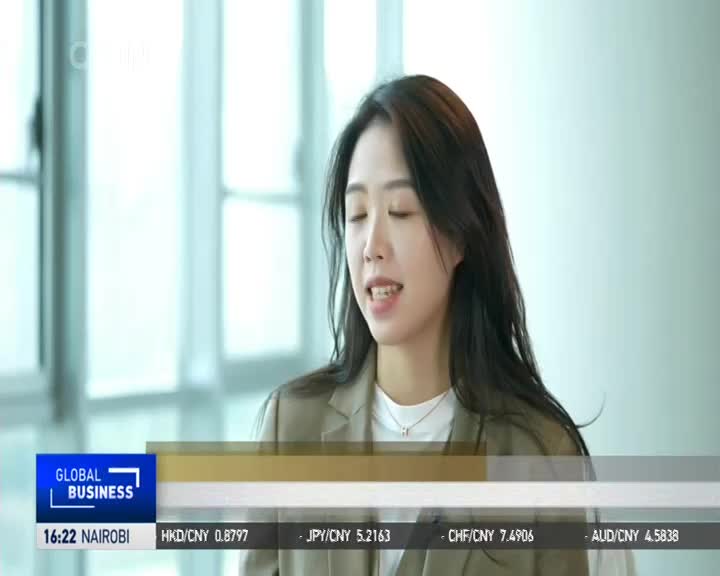 GLOBAL
BUSINESS
16:22 NAIROBI
HKD/CNY 0.8797 - JPY/CNY 5.2163 - CHF/CNY 7.4906 - AUD/CNY 4.5838